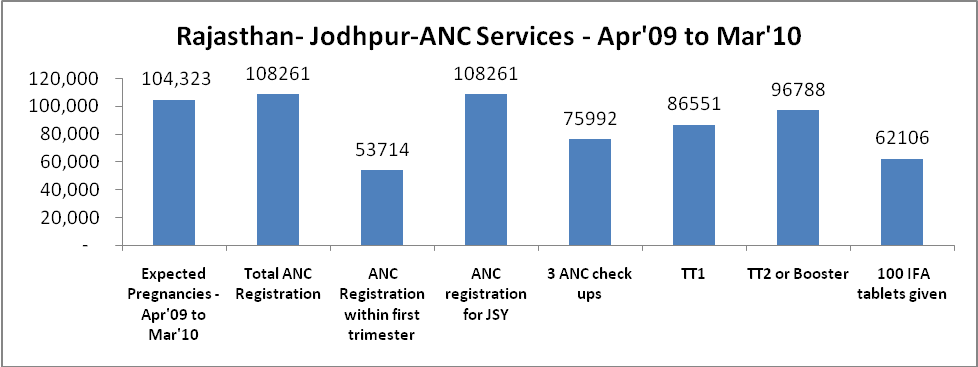 Rajasthan- Jodhpur-ANC Services - Apr'09 to Mar'10
120,000
100,000
80,000
60,000
40,000
20,000
-
104,323
108261
53714
108261
75992
86551
96788
62106
Expected
Pregnancies -
Apr'09 to
Mar'10
Total ANC
Registration
ANC
Registration
within first
trimester
ANC
registration
for JSY
3 ANC check
ups
TT1
TT2 or Booster
100 IFA
tablets given